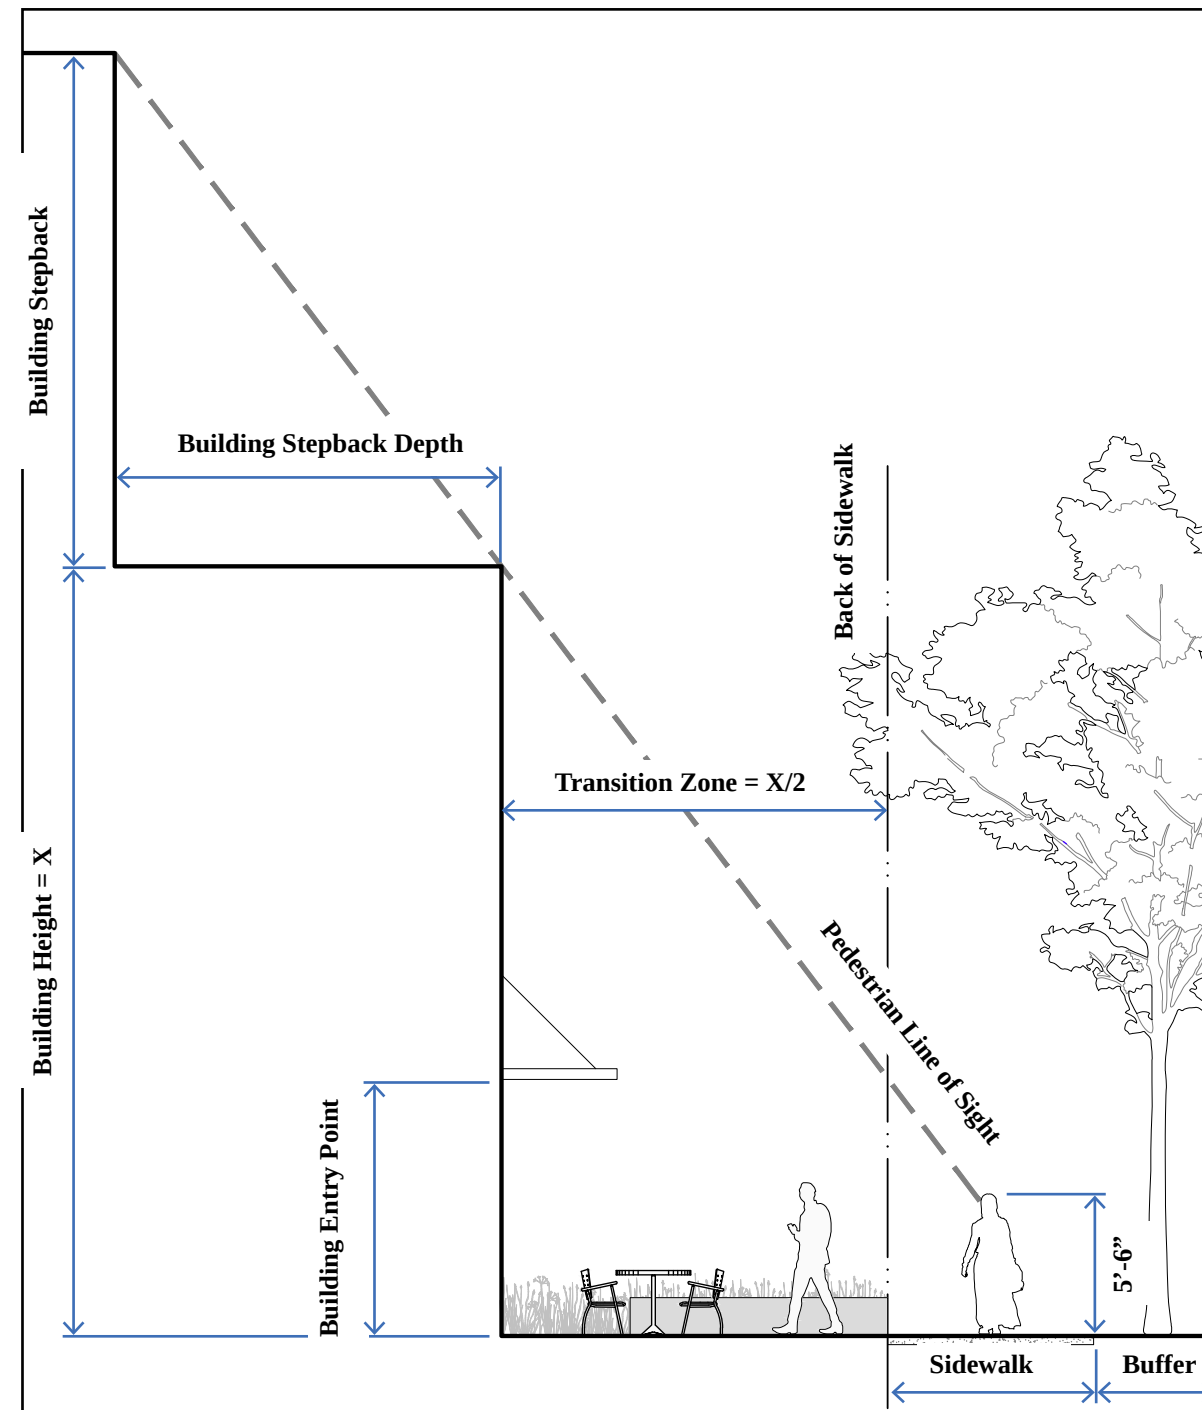 Building Stepback
Building Stepback Depth
Back of Sidewalk
Transition Zone = X/2
Building Height = X
Pedestrian Line of Sight
Building Entry Point
5’-6”
Sidewalk
Buffer